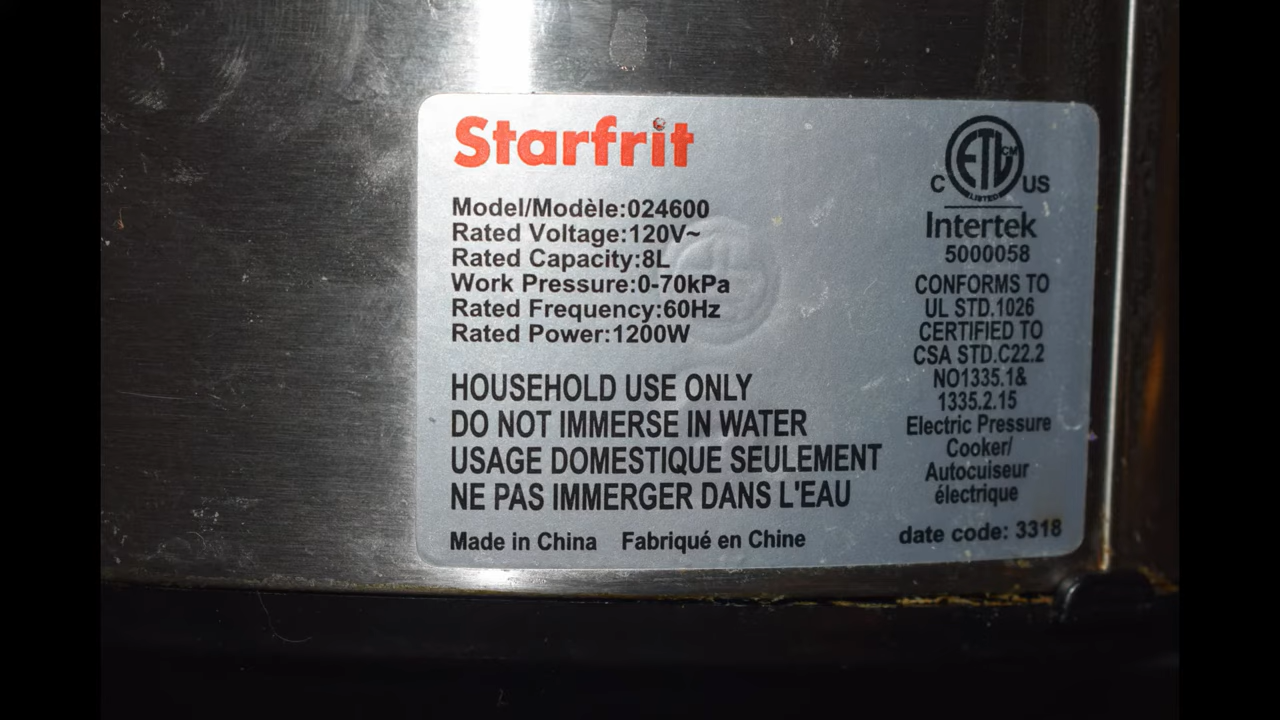 Starfrit
Model/Modèle:024600
Rated Voltage:120V~
Rated Capacity:8L
Work Pressure:0-70kPa
Rated Frequency:60Hz
Rated Power:1200W
HOUSEHOLD USE ONLY
DO NOT IMMERSE IN WATER
USAGE DOMESTIQUE SEULEMENT
NE PAS IMMERGER DANS L'EAU
Made in China Fabriqué en Chine
ETL CM
C US
LISTED
Intertek
5000058
CONFORMS TO
UL STD.1026
CERTIFIED TO
CSA STD.C22.2
NO1335.1&
1335.2.15
Electric Pressure
Cooker/
Autocuiseur
électrique
date code: 3318